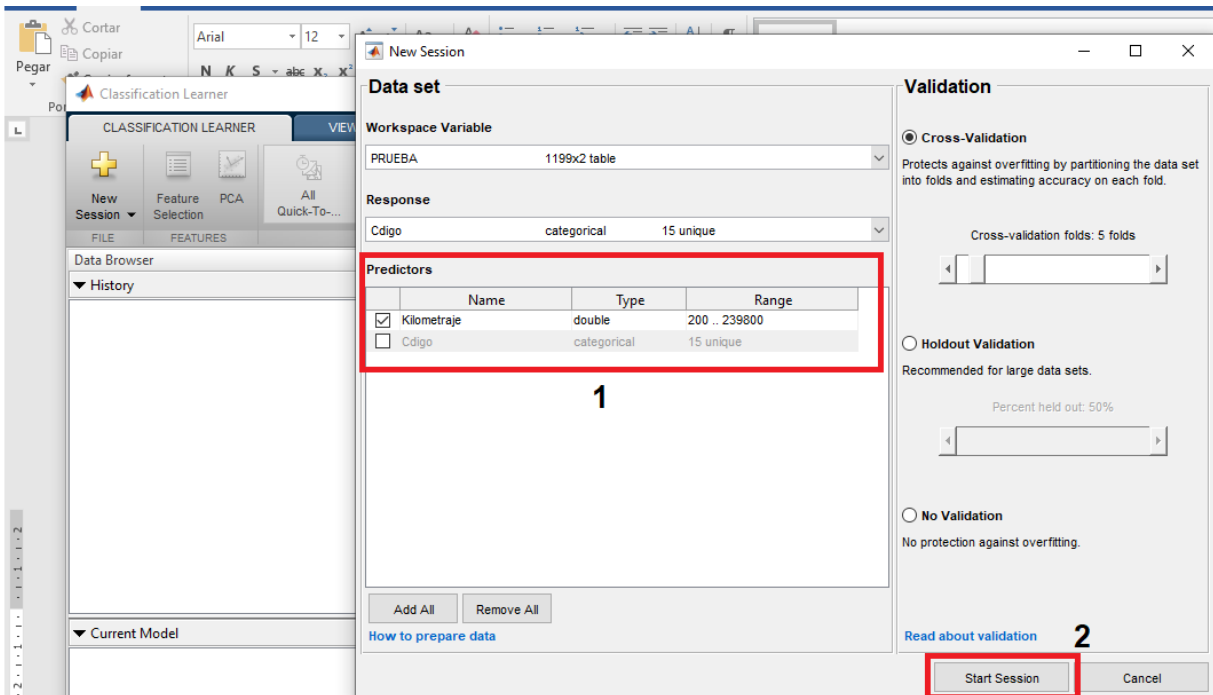 Cortar
Copiar
Pegar
Arial
12
N K S abc X₂ X²
Por
Classification Learner
CLASSIFICATION LEARNER
VIEW
New
Session
Feature
Selection
PCA
All
Quick-To-...
FILE
FEATURES
Data Browser
History
Current Model
New Session
Data set
Workspace Variable
PRUEBA 1199x2 table
Response
Cdigo categorical 15 unique
Predictors
Name Type Range
Kilometraje double 200 .. 239800
Cdigo categorical 15 unique
1
Add All
Remove All
How to prepare data
Validation
Cross-Validation
Protects against overfitting by partitioning the data set
into folds and estimating accuracy on each fold.
Cross-validation folds: 5 folds
Holdout Validation
Recommended for large data sets.
Percent held out: 50%
No Validation
No protection against overfitting.
Read about validation
2
Start Session
Cancel